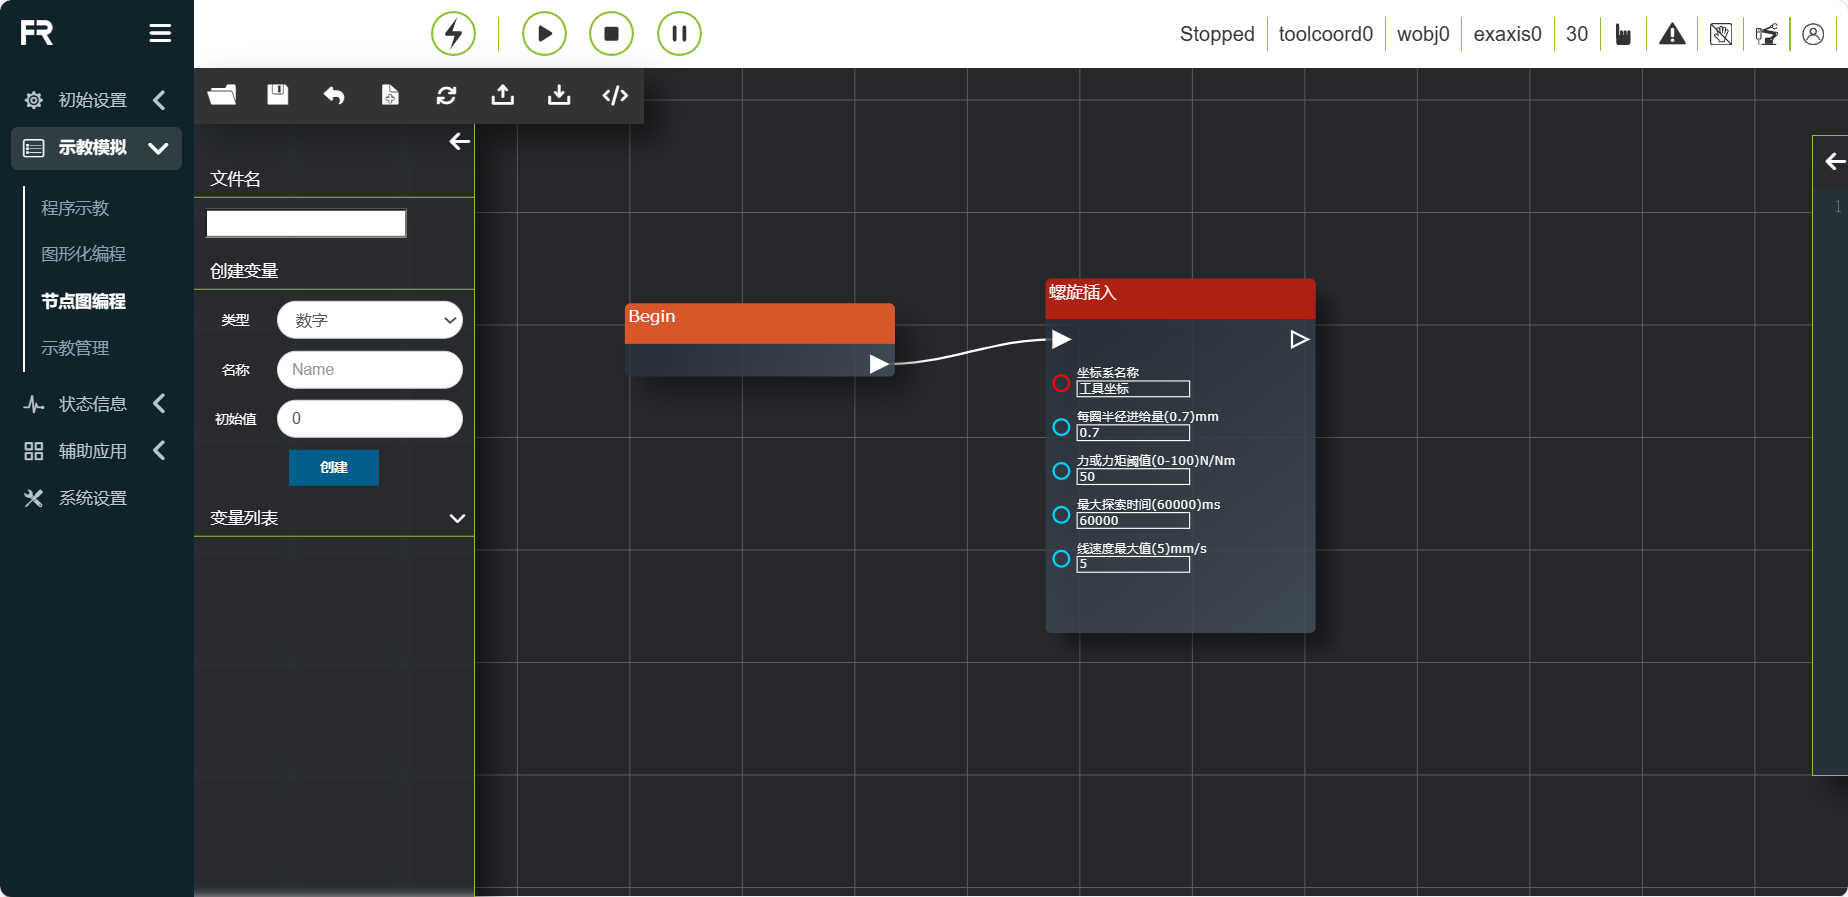 FR
Stopped
toolcoord0
wobj0
exaxis0
30
初始设置
示教模拟
程序示教
图形化编程
节点图编程
示教管理
状态信息
辅助应用
系统设置
文件名
创建变量
类型
数字
名称
Name
初始值
0
创建
变量列表
Begin
螺旋插入
坐标系名称
工具坐标
每圆半径进给量(0.7)mm
0.7
力或力矩阈值(0-100)N/Nm
50
最大探索时间(60000)ms
60000
线速度最大值(5)mm/s
5
1